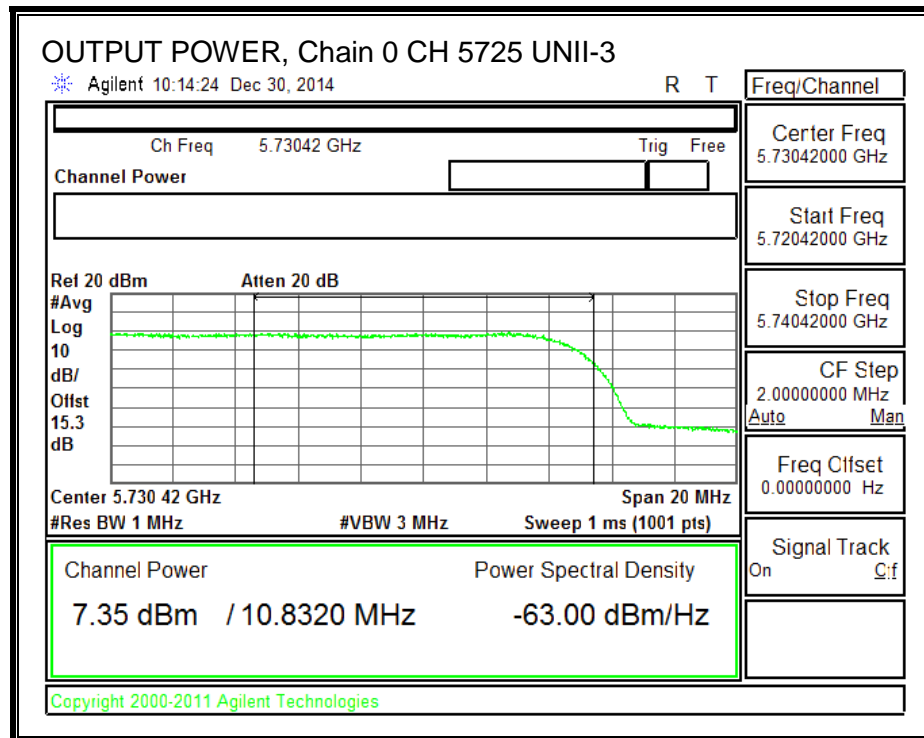 OUTPUT POWER, Chain 0 CH 5725 UNII-3
Agilent 10:14:24 Dec 30, 2014 R T
Freq/Channel
Ch Freq 5.73042 GHz Trig Free
Channel Power
Center Freq
5.73042000 GHz
Start Freq
5.72042000 GHz
Stop Freq
5.74042000 GHz
CF Step
2.00000000 MHz
Auto Man
Freq Offset
0.00000000 Hz
Signal Track
On Off
Ref 20 dBm Atten 20 dB
#Avg
Log
10
dB/
Offst
15.3
dB
Center 5.730 42 GHz Span 20 MHz
#Res BW 1 MHz #VBW 3 MHz Sweep 1 ms (1001 pts)
Channel Power Power Spectral Density
7.35 dBm / 10.8320 MHz -63.00 dBm/Hz
Copyright 2000-2011 Agilent Technologies